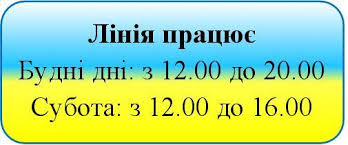 Лінія працює
Будні дні: з 12.00 до 20.00
Субота: з 12.00 до 16.00